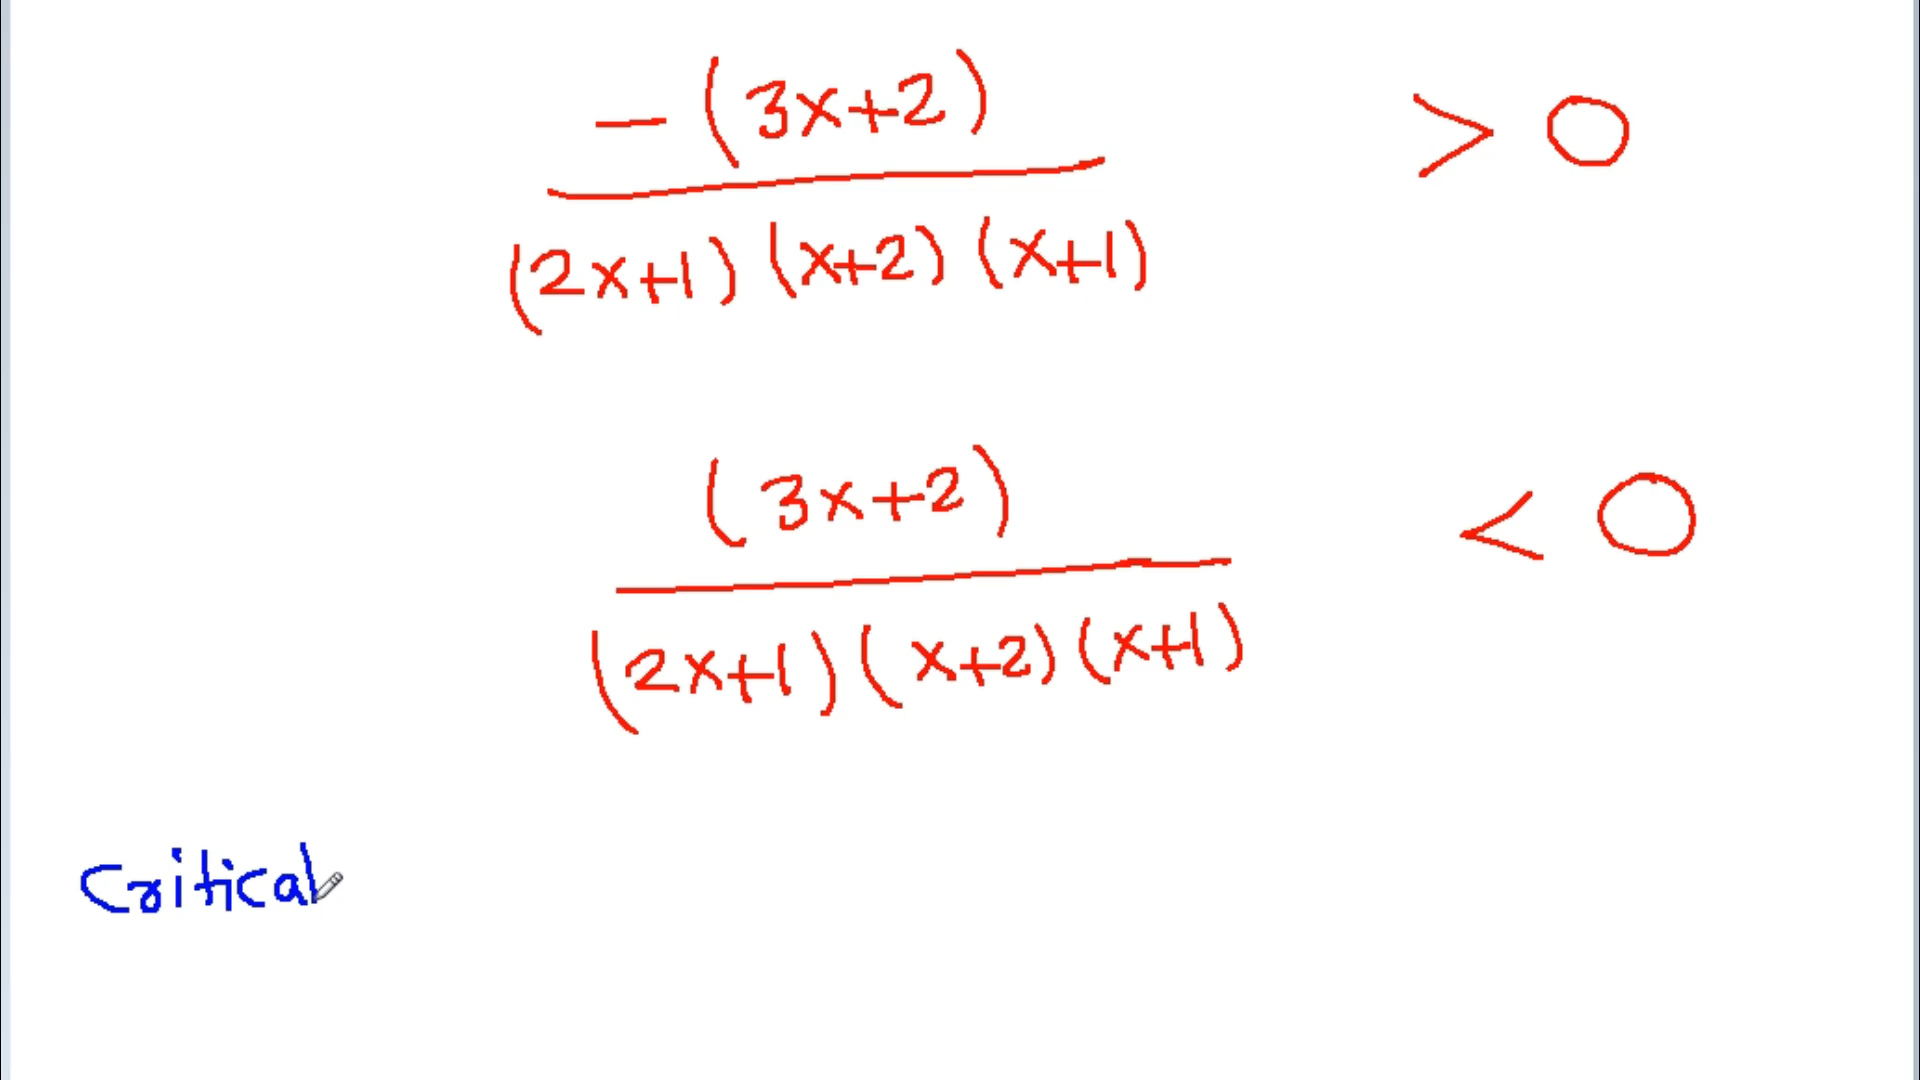 -(3x+2) > 0
(2x+1)(x+2)(x+1)
(3x+2) < 0
(2x+1)(x+2)(x+1)
Critical